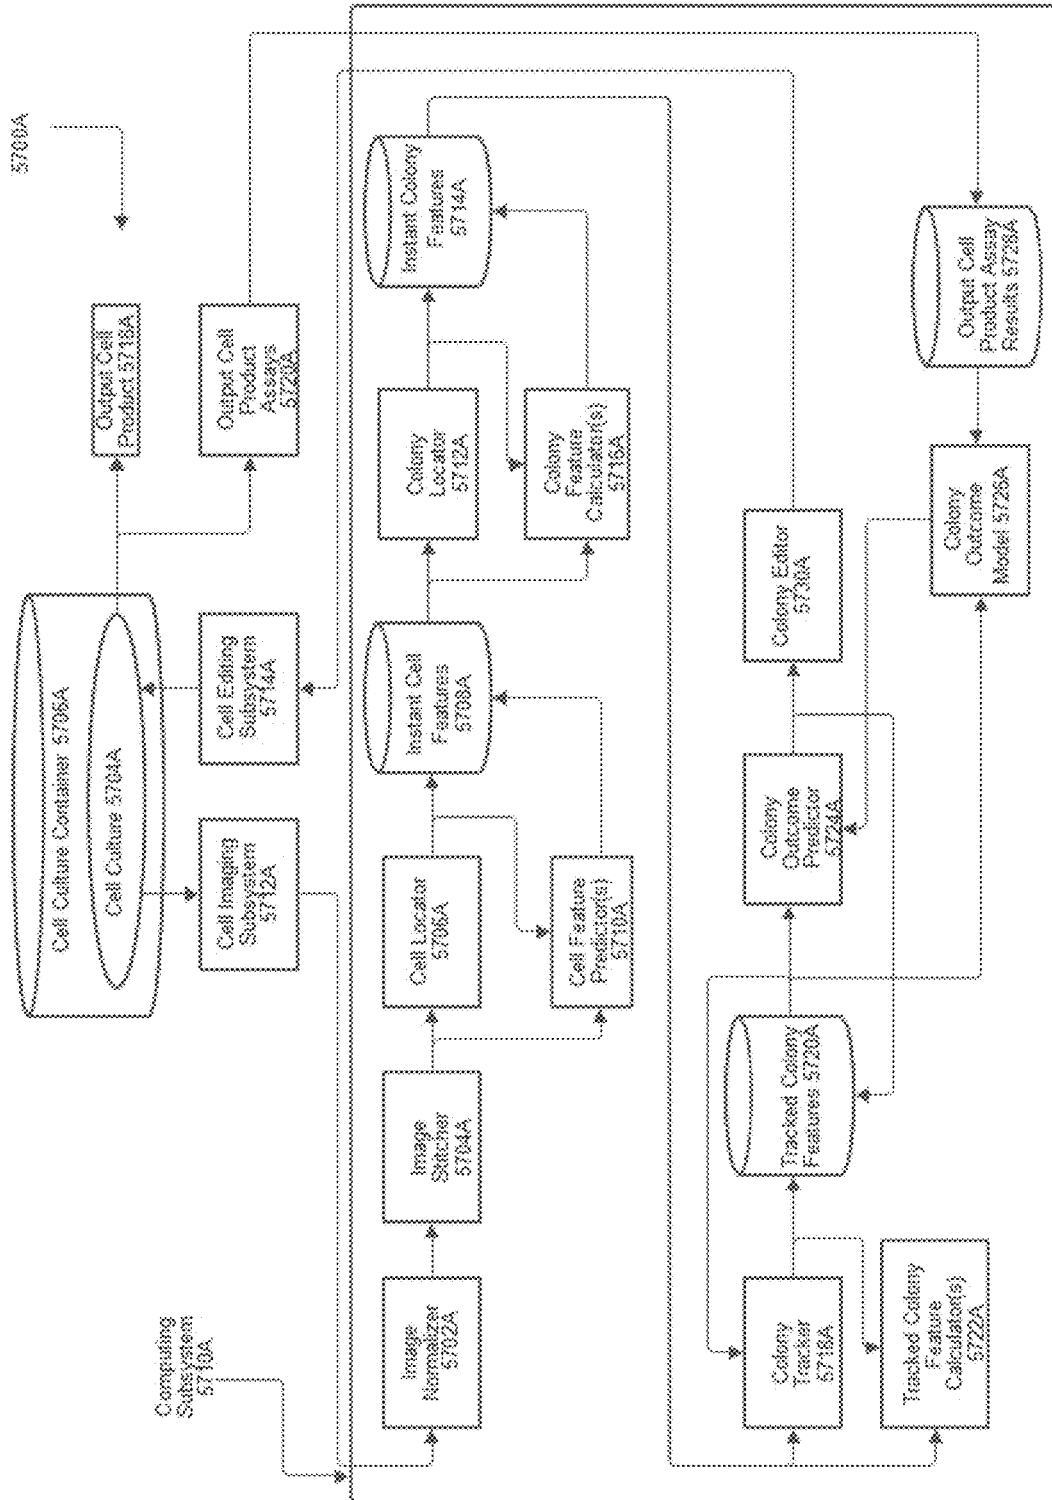 5700A
Cell Culture Container 5706A
Cell Culture 5704A
Output Cell
Product 5718A
Output Cell
Product
Assays
5720A
Cell Editing
Subsystem
5714A
Cell Imaging
Subsystem
5712A
Computing
Subsystem
5710A
Image
Normalizer
5702A
Image
Stitcher
5704A
Cell Locator
5706A
Cell Feature
Predictor(s)
5710A
Instant Cell
Features
5708A
Colony
Locator
5712A
Colony
Feature
Calculator(s)
5716A
Instant Colony
Features
5714A
Colony
Tracker
5718A
Tracked Colony
Feature
Calculator(s)
5722A
Tracked Colony
Features 5720A
Colony
Outcome
Predictor
5724A
Colony Editor
5730A
Colony
Outcome
Model 5726A
Output Cell
Product Assay
Results 5728A